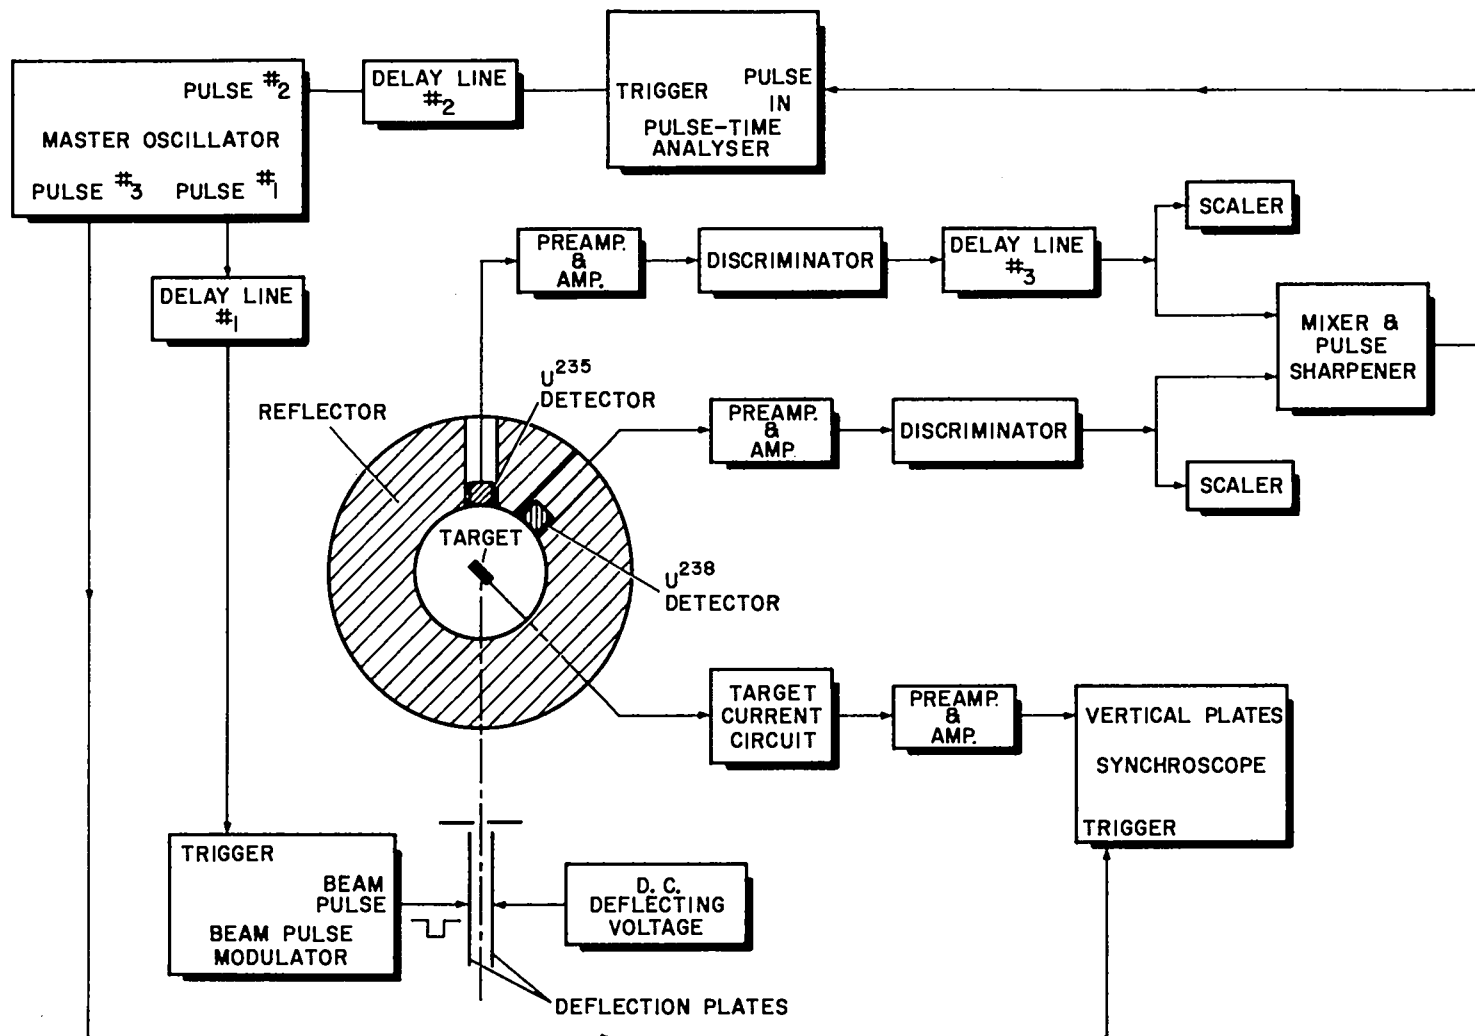 PULSE #2
MASTER OSCILLATOR
PULSE #3 PULSE #1
DELAY LINE
#2
TRIGGER
PULSE
IN
PULSE-TIME
ANALYSER
DELAY LINE
#1
PREAMP.
&
AMP.
DISCRIMINATOR
DELAY LINE
#3
SCALER
MIXER &
PULSE
SHARPENER
REFLECTOR
U235
DETECTOR
PREAMP.
&
AMP.
DISCRIMINATOR
SCALER
TARGET
U238
DETECTOR
TARGET
CURRENT
CIRCUIT
PREAMP.
&
AMP.
VERTICAL PLATES
SYNCHROSCOPE
TRIGGER
TRIGGER
BEAM
PULSE
BEAM PULSE
MODULATOR
D. C.
DEFLECTING
VOLTAGE
DEFLECTION PLATES